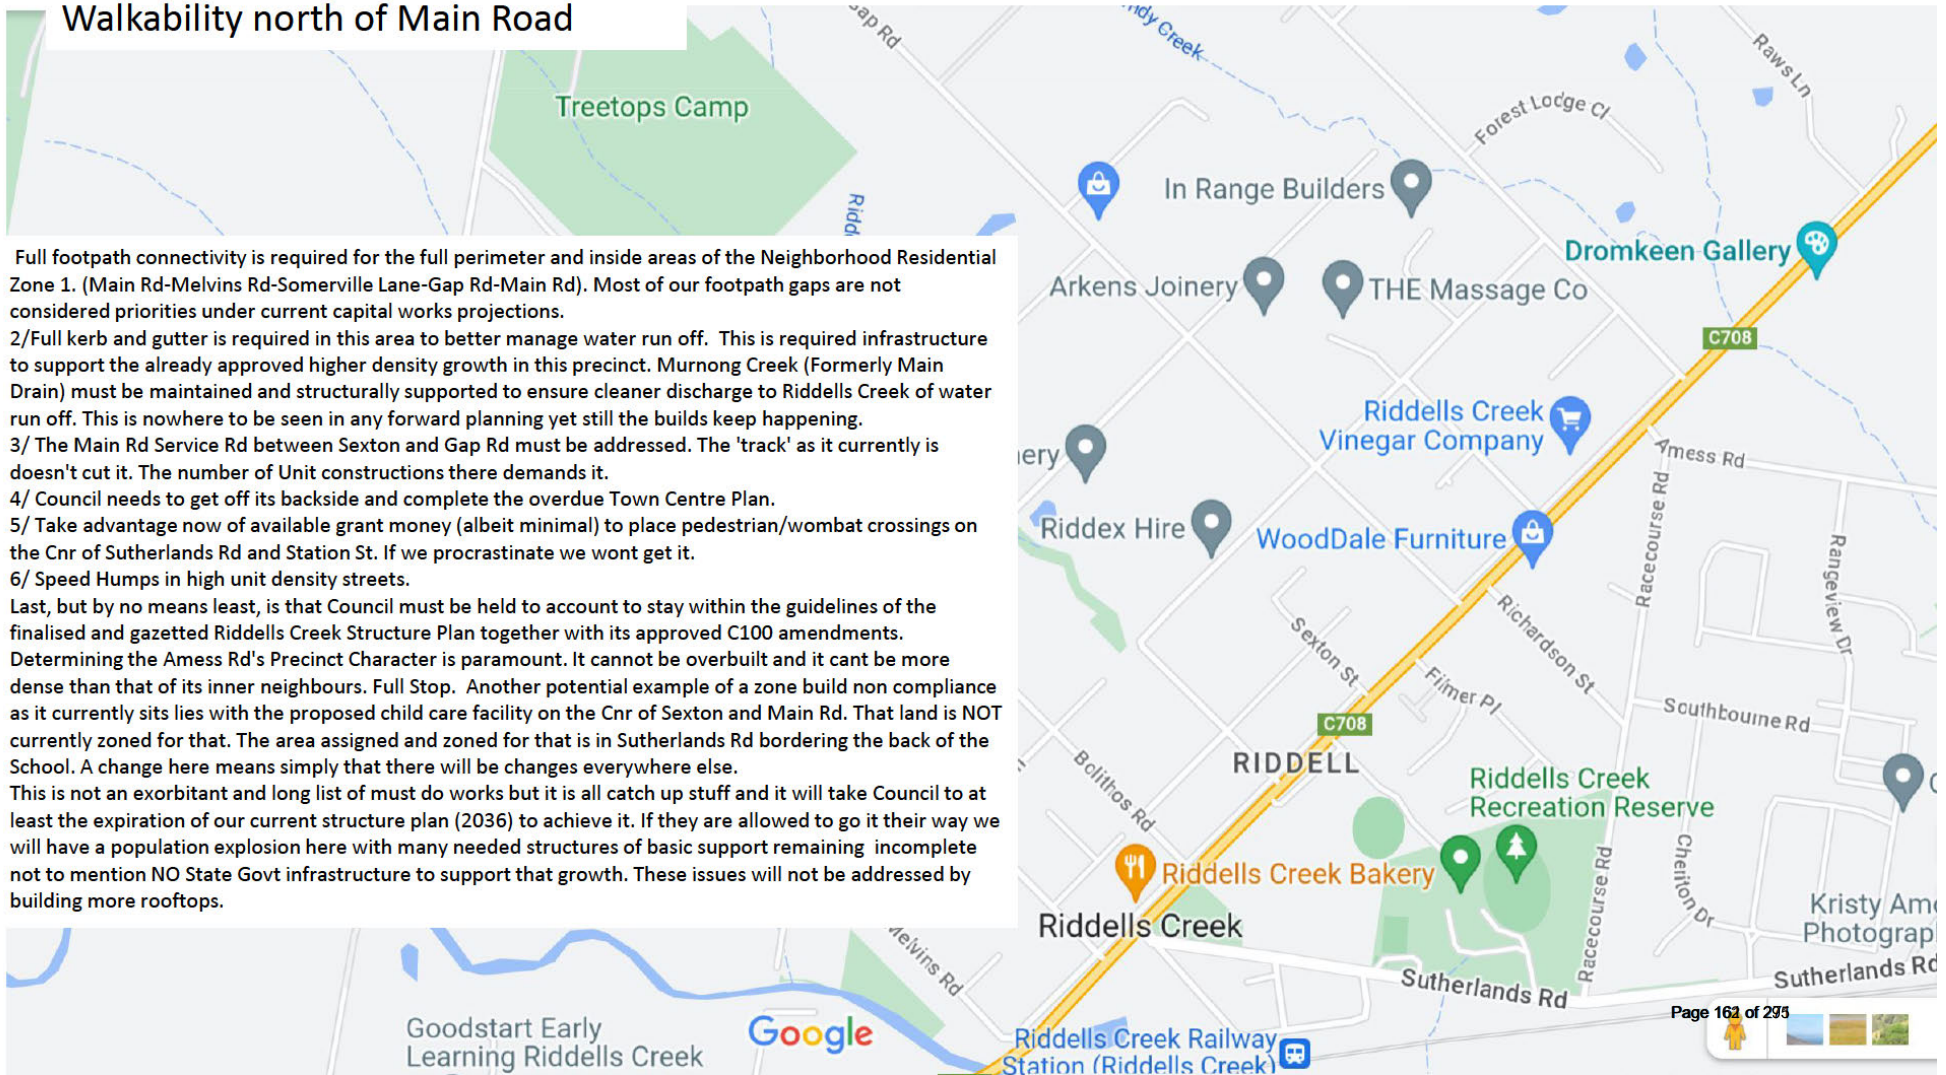 Walkability north of Main Road
Full footpath connectivity is required for the full perimeter and inside areas of the Neighborhood Residential
Zone 1. (Main Rd-Melvins Rd-Somerville Lane-Gap Rd-Main Rd). Most of our footpath gaps are not
considered priorities under current capital works projections.
2/Full kerb and gutter is required in this area to better manage water run off.  This is required infrastructure
to support the already approved higher density growth in this precinct. Murnong Creek (Formerly Main
Drain) must be maintained and structurally supported to ensure cleaner discharge to Riddells Creek of water
run off. This is nowhere to be seen in any forward planning yet still the builds keep happening.
3/ The Main Rd Service Rd between Sexton and Gap Rd must be addressed. The 'track' as it currently is
doesn't cut it. The number of Unit constructions there demands it.
4/ Council needs to get off its backside and complete the overdue Town Centre Plan.
5/ Take advantage now of available grant money (albeit minimal) to place pedestrian/wombat crossings on
the Cnr of Sutherlands Rd and Station St. If we procrastinate we wont get it.
6/ Speed Humps in high unit density streets.
Last, but by no means least, is that Council must be held to account to stay within the guidelines of the
finalised and gazetted Riddells Creek Structure Plan together with its approved C100 amendments.
Determining the Amess Rd's Precinct Character is paramount. It cannot be overbuilt and it cant be more
dense than that of its inner neighbours. Full Stop.  Another potential example of a zone build non compliance
as it currently sits lies with the proposed child care facility on the Cnr of Sexton and Main Rd. That land is NOT
currently zoned for that. The area assigned and zoned for that is in Sutherlands Rd bordering the back of the
School. A change here means simply that there will be changes everywhere else.
This is not an exorbitant and long list of must do works but it is all catch up stuff and it will take Council to at
least the expiration of our current structure plan (2036) to achieve it. If they are allowed to go it their way we
will have a population explosion here with many needed structures of basic support remaining  incomplete
not to mention NO State Govt infrastructure to support that growth. These issues will not be addressed by
building more rooftops.
Treetops Camp
ap Rd
ndy Creek
Ridd
Raws Ln
Forest Lodge Cl
In Range Builders
Dromkeen Gallery
Arkens Joinery
THE Massage Co
C708
Riddells Creek
Vinegar Company
Amess Rd
ery
Riddex Hire
WoodDale Furniture
Racecourse Rd
Rangeview Dr
Richardson St
Sexton St
Filmer Pl
Southbourne Rd
C708
RIDDELL
Bolithos Rd
Riddells Creek
Recreation Reserve
Riddells Creek Bakery
Cheriton Dr
Racecourse Rd
Riddells Creek
Kristy Ame
Photograp
Melvins Rd
Sutherlands Rd
Sutherlands Rd
Goodstart Early
Learning Riddells Creek
Google
Riddells Creek Railway
Station (Riddells Creek)
Page of